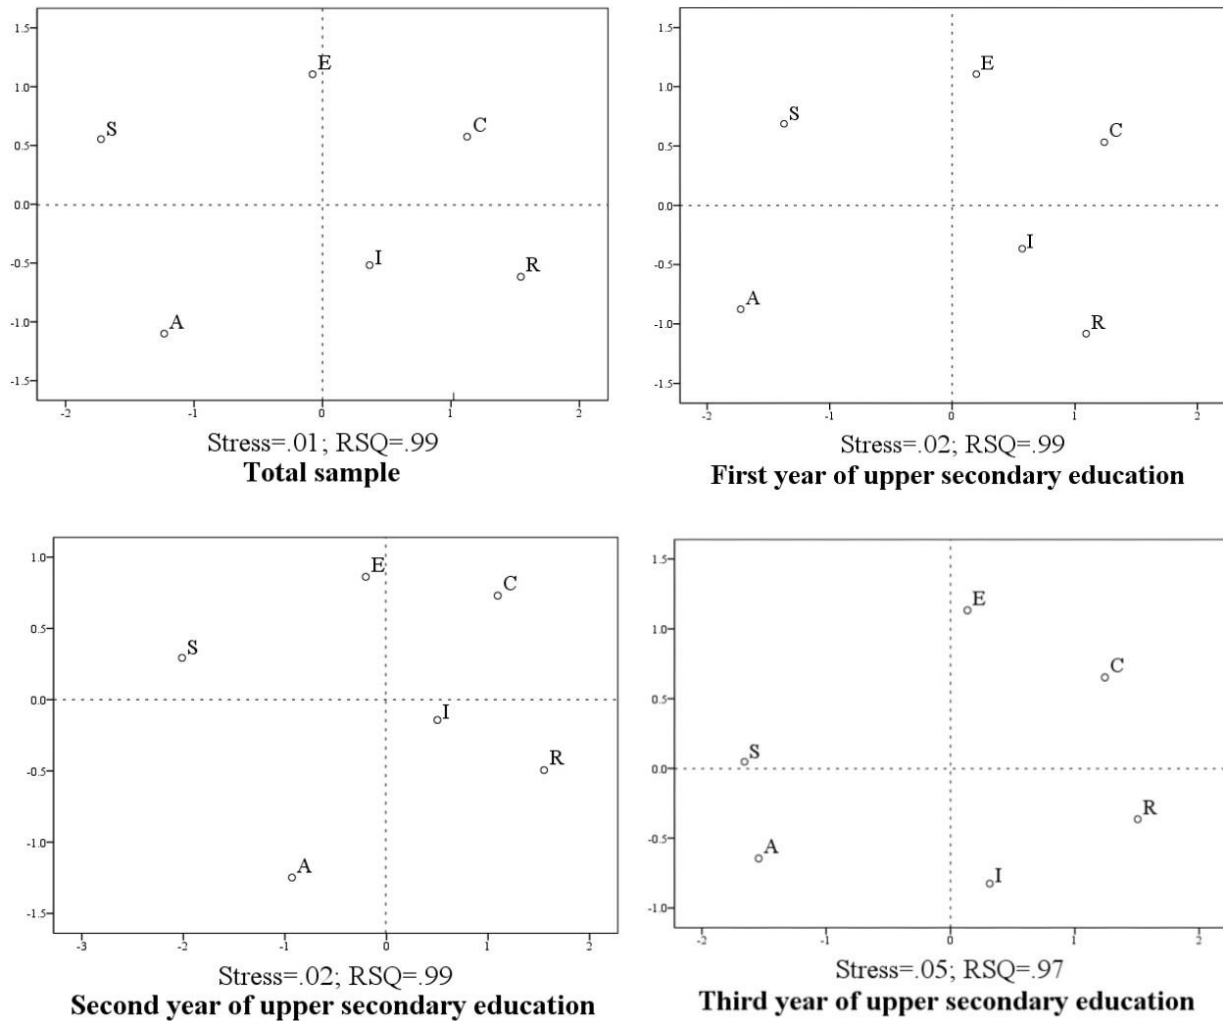 1.5
E
1.0
S
C
0.5
0.0
I
R
-0.5
A
-1.0
-1.5
-2 -1 0 1 2
Stress=.01; RSQ=.99
Total sample
1.5
E
1.0
S
C
0.5
0.0
I
-0.5
A
R
-1.0
-1.5
-2 -1 0 1 2
Stress=.02; RSQ=.99
First year of upper secondary education
1.0
E
C
0.5
S
0.0
I
R
-0.5
-1.0
A
-1.5
-3 -2 -1 0 1 2
Stress=.02; RSQ=.99
Second year of upper secondary education
1.5
E
1.0
C
0.5
S
0.0
R
-0.5
A
I
-1.0
-2 -1 0 1 2
Stress=.05; RSQ=.97
Third year of upper secondary education